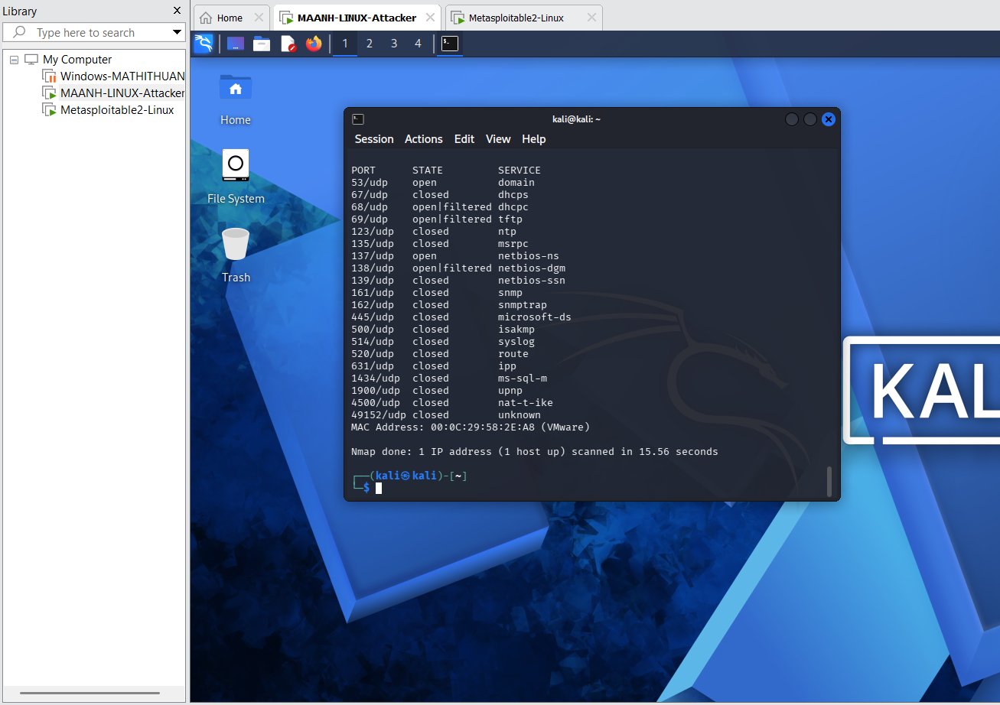 Library
Type here to search
My Computer
Windows-MATHITHUAN
MAANH-LINUX-Attacker
Metasploitable2-Linux
Home
MAANH-LINUX-Attacker
Metasploitable2-Linux
1 2 3 4
Home
File System
Trash
kali@kali: ~
Session Actions Edit View Help
PORT STATE SERVICE
53/udp open domain
67/udp closed dhcps
68/udp open|filtered dhcpc
69/udp open|filtered tftp
123/udp closed ntp
135/udp closed msrpc
137/udp open netbios-ns
138/udp open|filtered netbios-dgm
139/udp closed netbios-ssn
161/udp closed snmp
162/udp closed snmptrap
445/udp closed microsoft-ds
500/udp closed isakmp
514/udp closed syslog
520/udp closed route
631/udp closed ipp
1434/udp closed ms-sql-m
1900/udp closed upnp
4500/udp closed nat-t-ike
49152/udp closed unknown
MAC Address: 00:0C:29:58:2E:A8 (VMware)
Nmap done: 1 IP address (1 host up) scanned in 15.56 seconds
┌──(kali㉿kali)-[~]
└─$
KAL